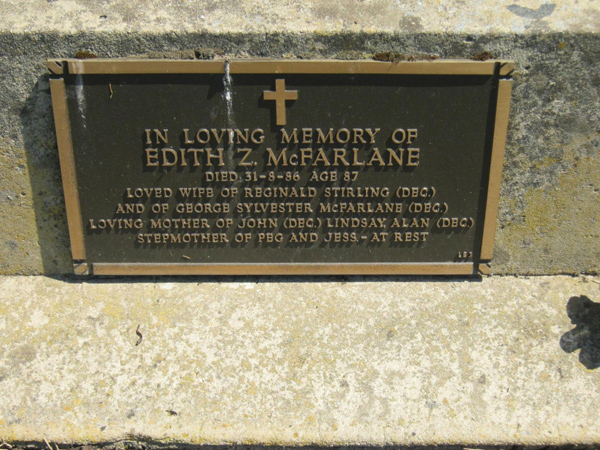 IN LOVING MEMORY OF
EDITH Z. McFARLANE
DIED 31-8-86 AGE 87
LOVED WIFE OF REGINALD STIRLING (DEC.)
AND OF GEORGE SYLVESTER McFARLANE (DEC.)
LOVING MOTHER OF JOHN (DEC.) LINDSAY, ALAN (DEC.)
STEPMOTHER OF PEG AND JESS. - AT REST